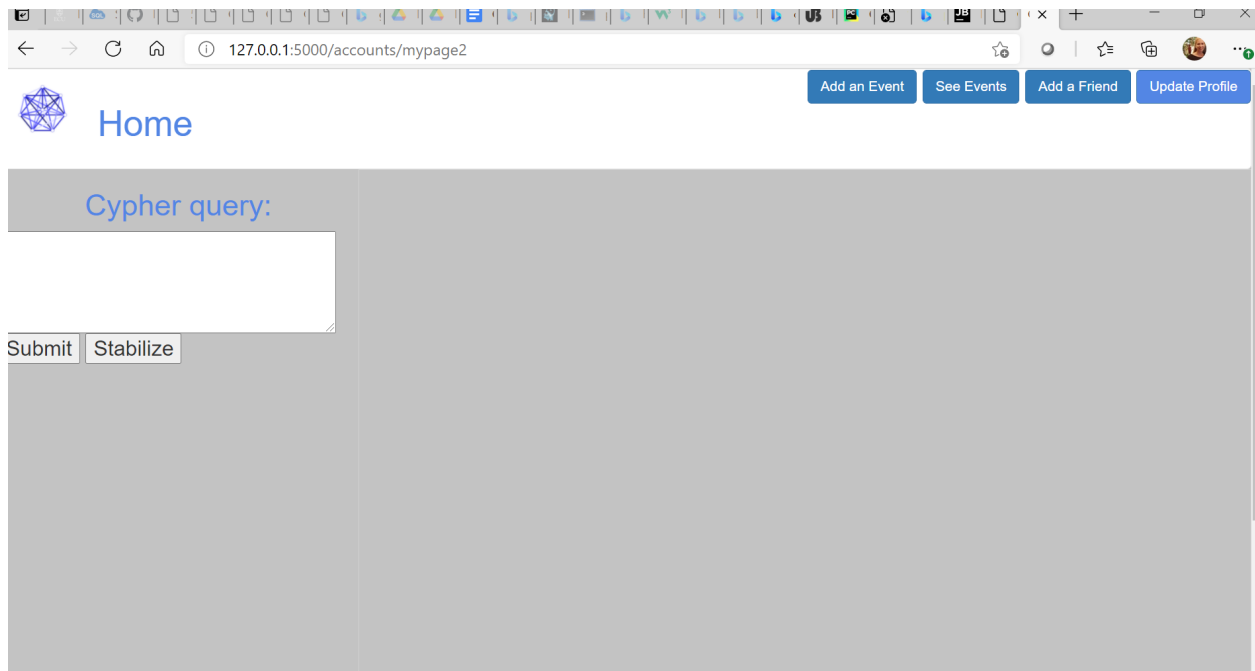 127.0.0.1:5000/accounts/mypage2
Add an Event See Events Add a Friend Update Profile
Home
Cypher query:
Submit Stabilize